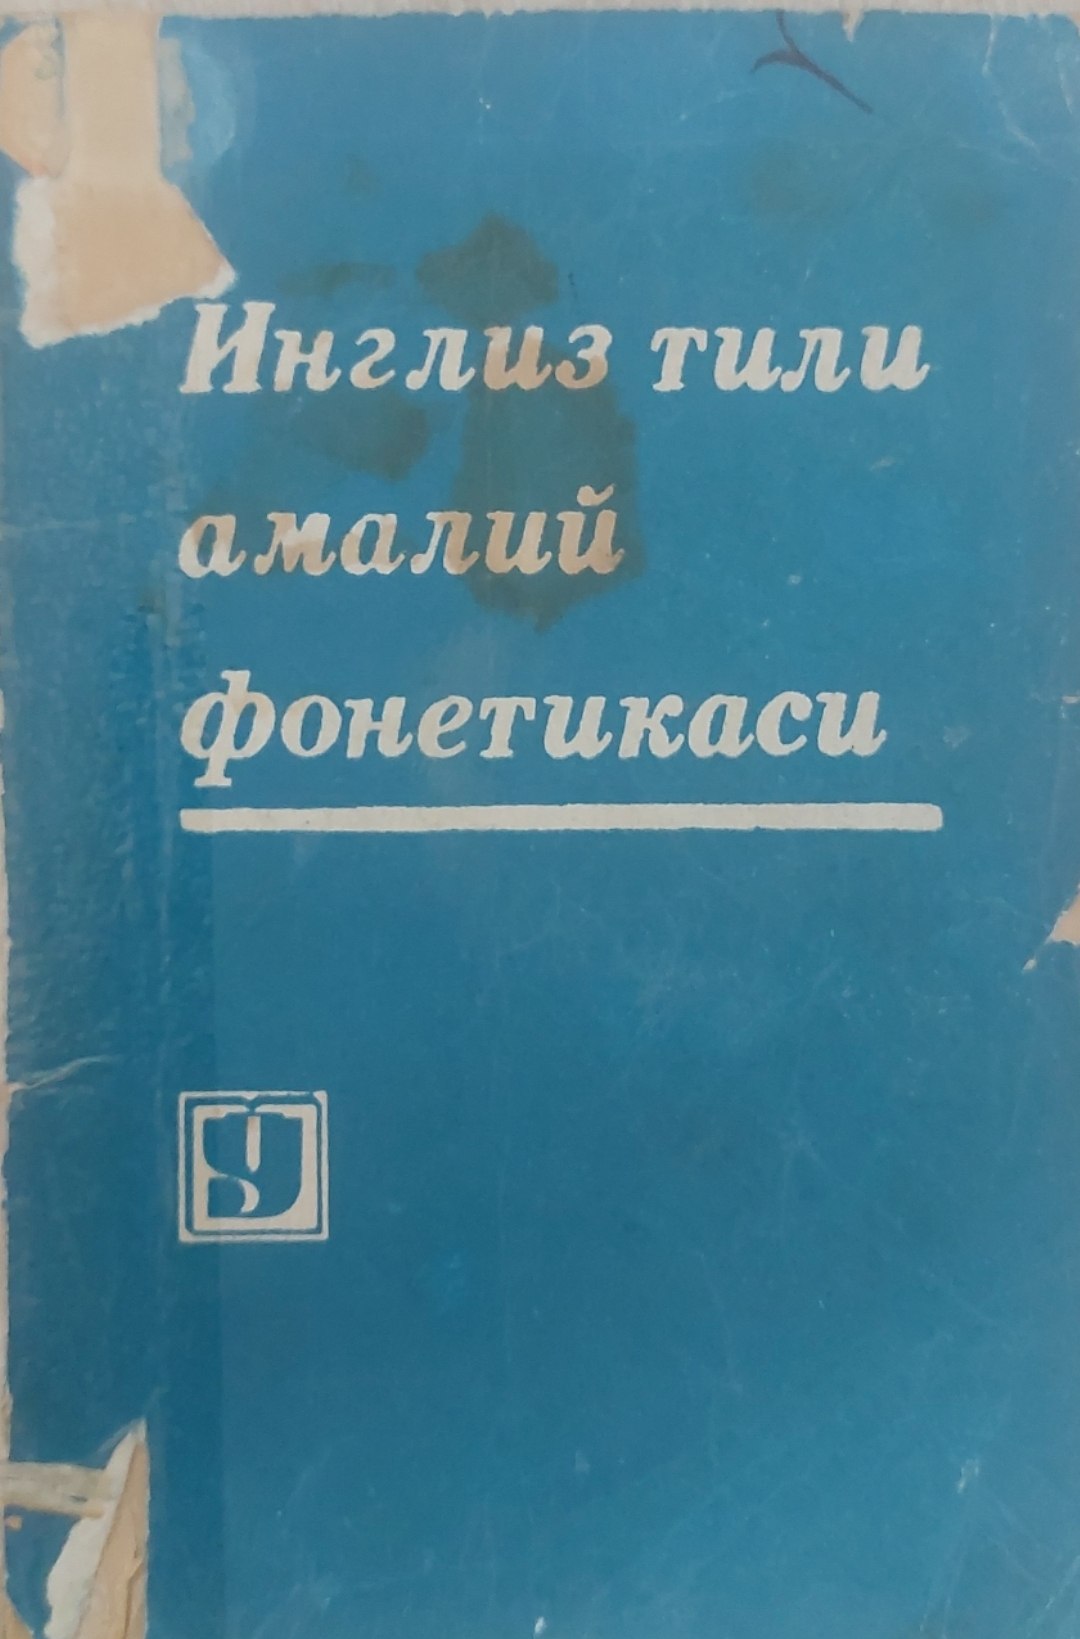 Инглиз тили
амалий
фонетикаси